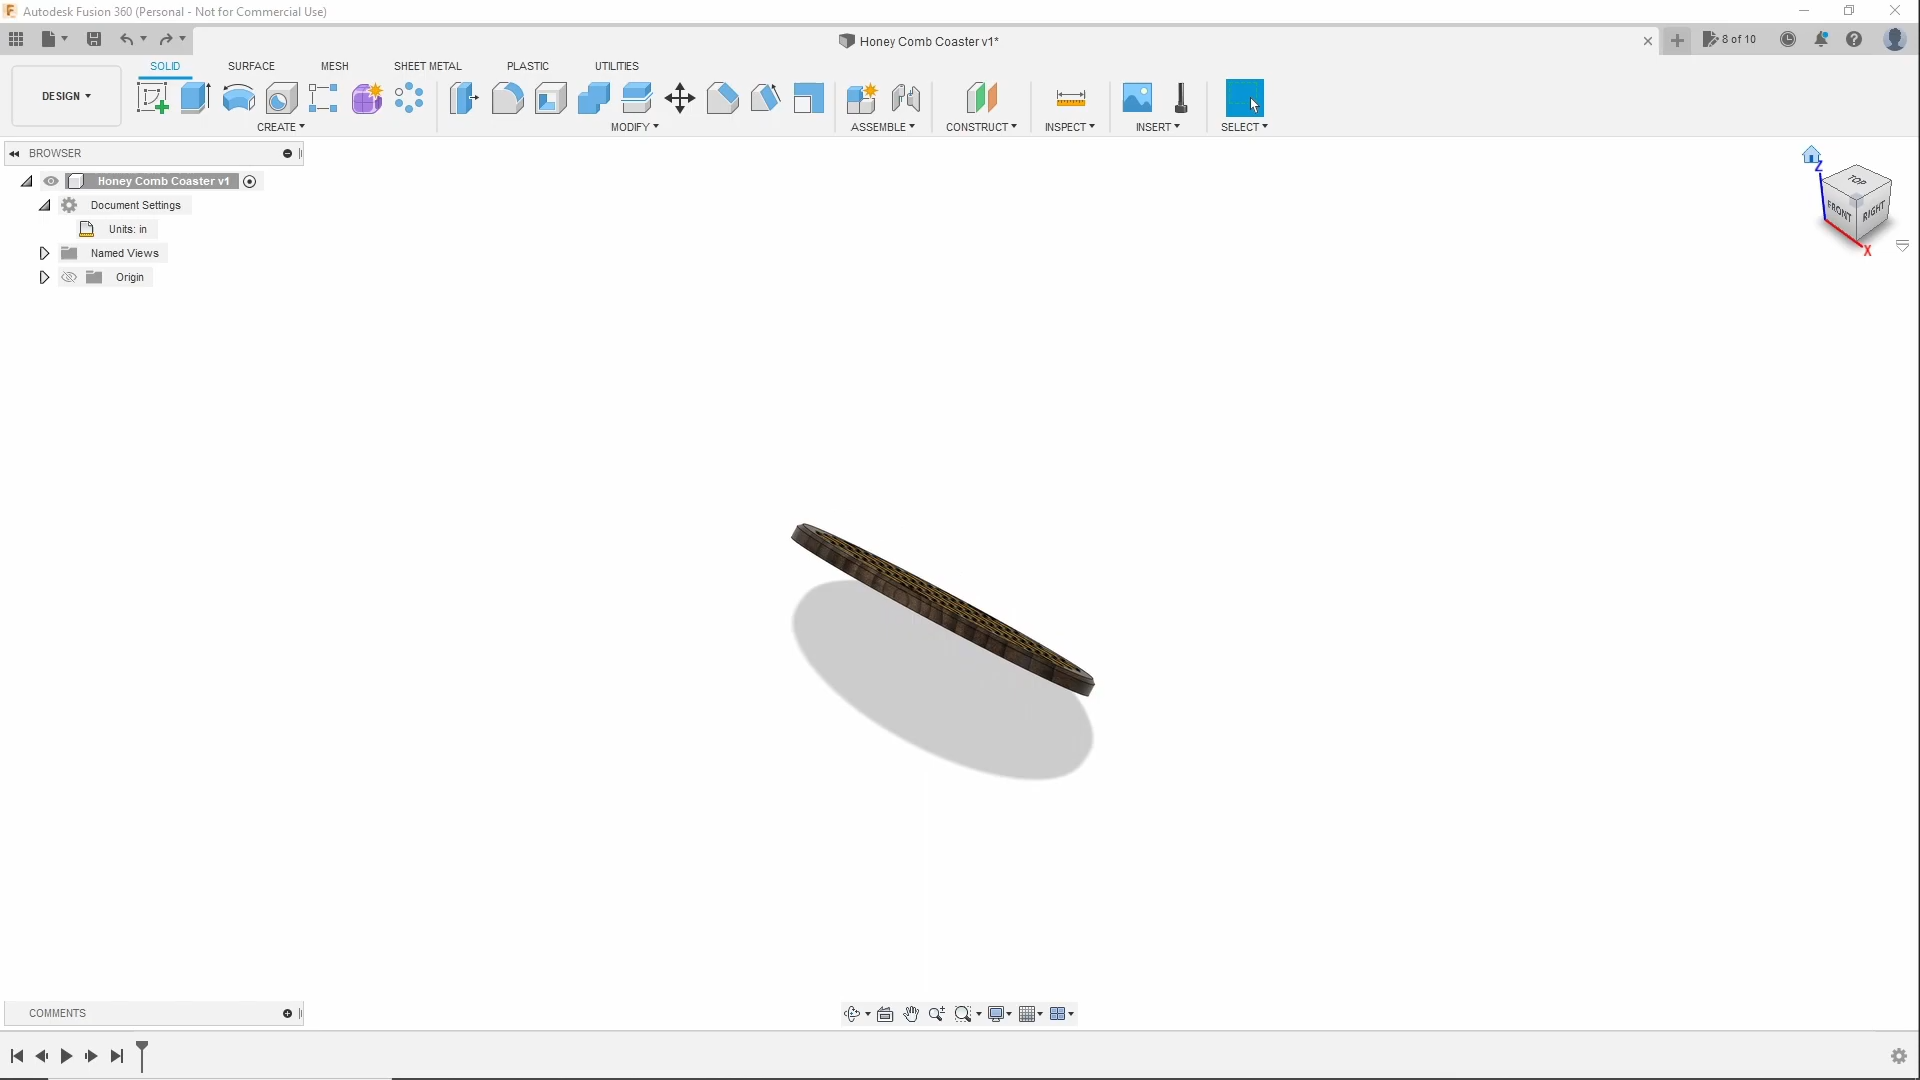 Autodesk Fusion 360 (Personal - Not for Commercial Use)
Honey Comb Coaster v1*
8 of 10
SOLID
SURFACE
MESH
SHEET METAL
PLASTIC
UTILITIES
DESIGN
CREATE
MODIFY
ASSEMBLE
CONSTRUCT
INSPECT
INSERT
SELECT
BROWSER
Honey Comb Coaster v1
Document Settings
Units: in
Named Views
Origin
Z
TOP
FRONT
RIGHT
X
COMMENTS